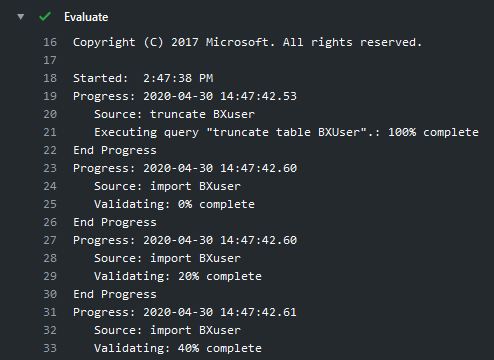 Evaluate
16 Copyright (C) 2017 Microsoft. All rights reserved.
17
18 Started:  2:47:38 PM
19 Progress: 2020-04-30 14:47:42.53
20    Source: truncate BXuser
21    Executing query "truncate table BXUser".: 100% complete
22 End Progress
23 Progress: 2020-04-30 14:47:42.60
24    Source: import BXuser
25    Validating: 0% complete
26 End Progress
27 Progress: 2020-04-30 14:47:42.60
28    Source: import BXuser
29    Validating: 20% complete
30 End Progress
31 Progress: 2020-04-30 14:47:42.61
32    Source: import BXuser
33    Validating: 40% complete